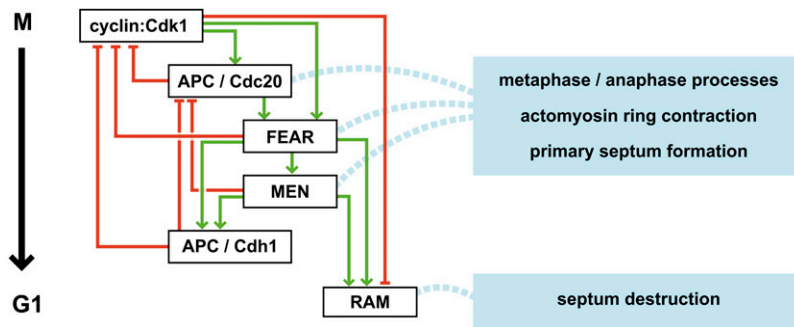 M
cyclin:Cdk1
APC / Cdc20
metaphase / anaphase processes
actomyosin ring contraction
FEAR
primary septum formation
MEN
APC / Cdh1
G1
RAM
septum destruction